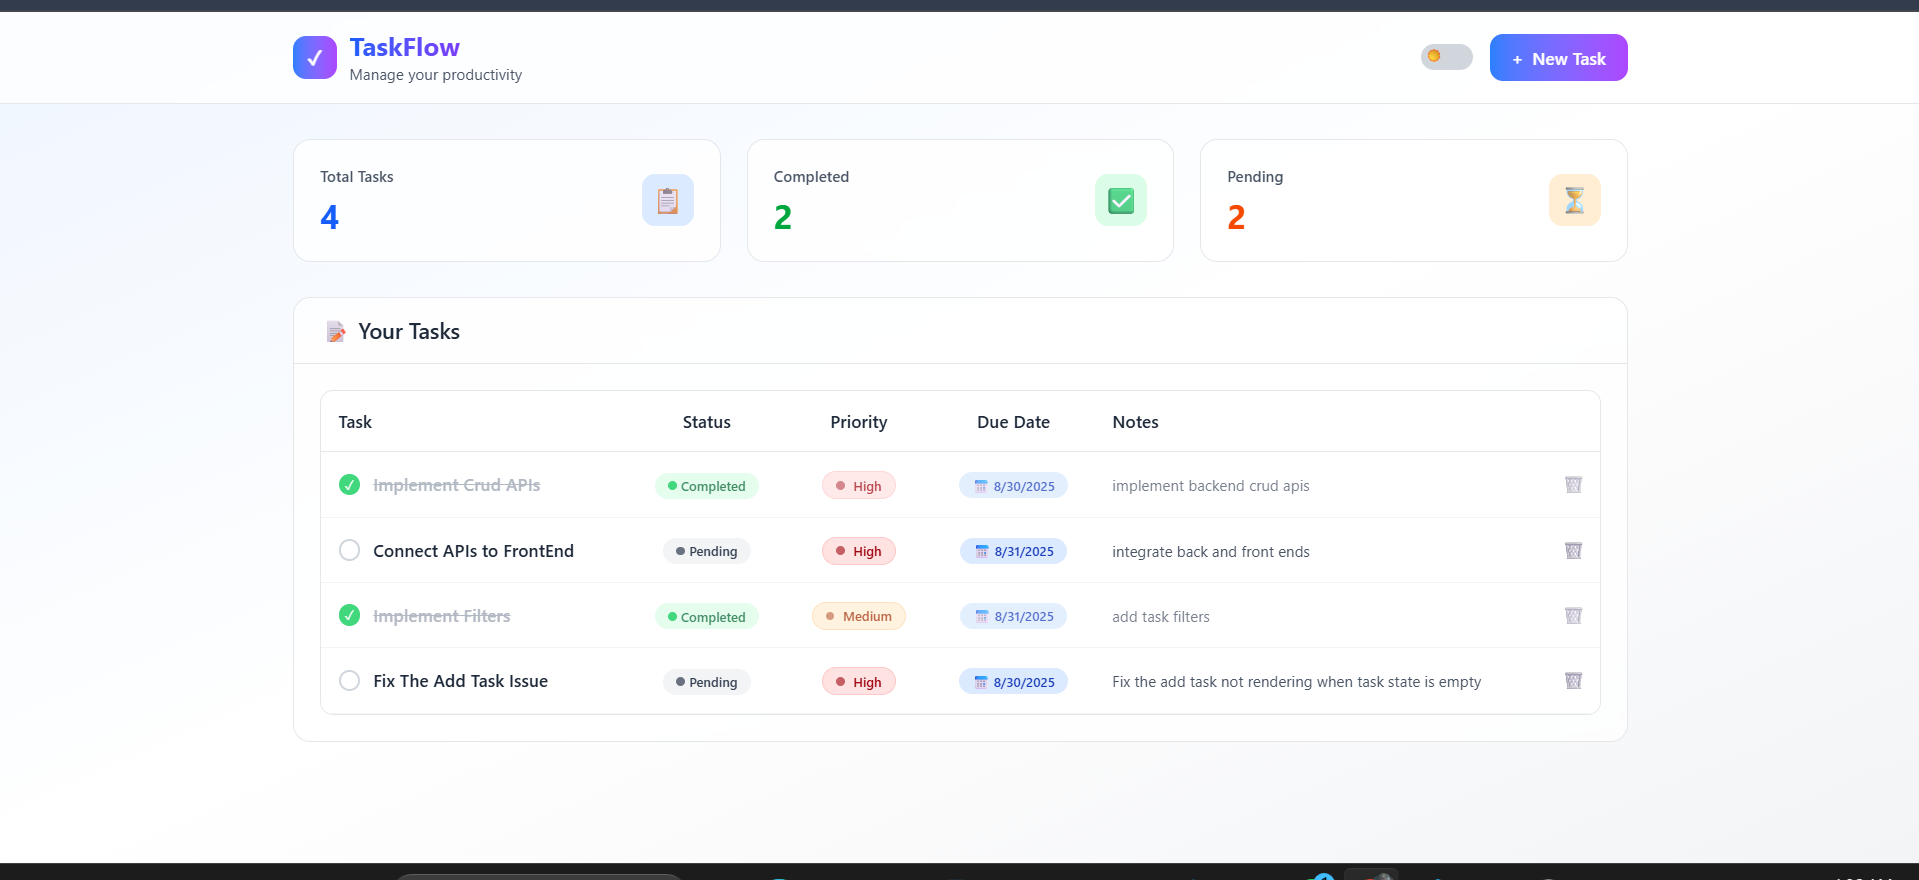 TaskFlow
Manage your productivity
+ New Task
Total Tasks
4
Completed
2
Pending
2
Your Tasks
Task Status Priority Due Date Notes
Implement Crud APIs Completed High 8/30/2025 implement backend crud apis
Connect APIs to FrontEnd Pending High 8/31/2025 integrate back and front ends
Implement Filters Completed Medium 8/31/2025 add task filters
Fix The Add Task Issue Pending High 8/30/2025 Fix the add task not rendering when task state is empty